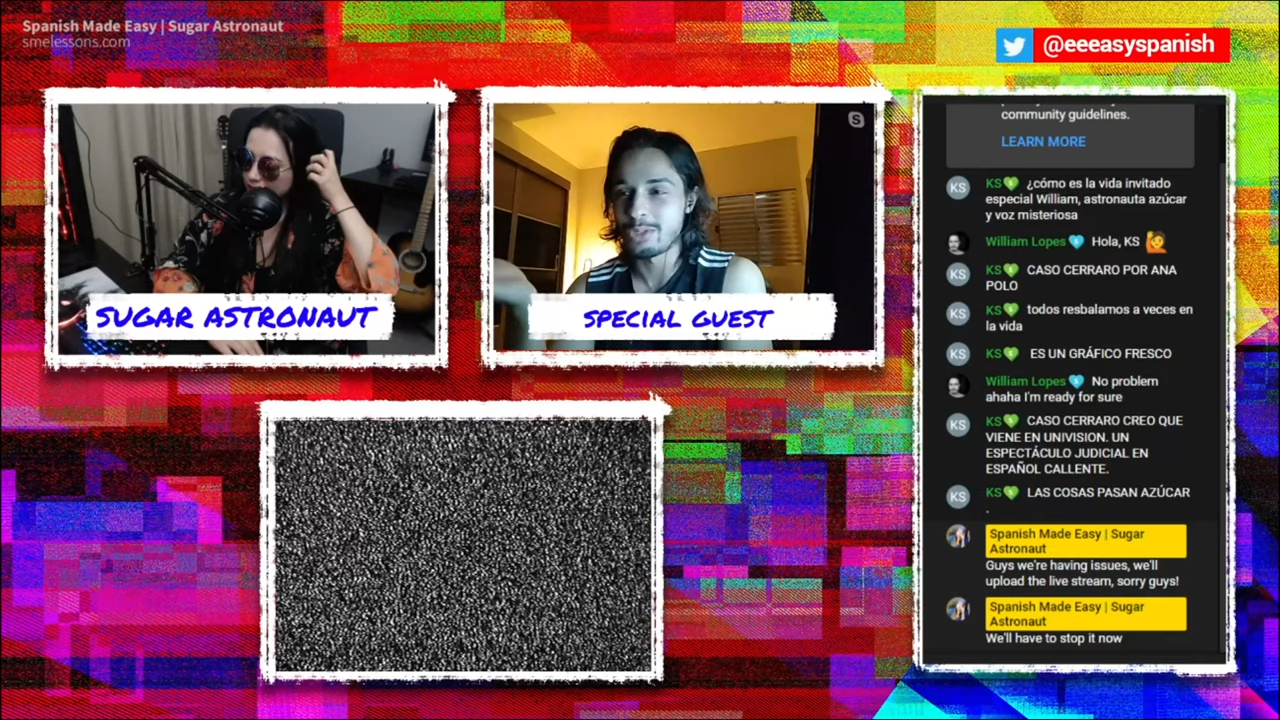 Spanish Made Easy | Sugar Astronaut
smelessons.com
@eeeasyspanish
SUGAR ASTRONAUT
SPECIAL GUEST
community guidelines.
LEARN MORE
KS KS ¿cómo es la vida invitado
especial William, astronauta azúcar
y voz misteriosa
William Lopes Hola, KS
KS KS CASO CERRARO POR ANA
POLO
KS KS todos resbalamos a veces en
la vida
KS KS ES UN GRÁFICO FRESCO
William Lopes No problem
ahaha I'm ready for sure
KS KS CASO CERRARO CREO QUE
VIENE EN UNIVISION. UN
ESPECTÁCULO JUDICIAL EN
ESPAÑOL CALLENTE.
KS KS LAS COSAS PASAN AZÚCAR
.
Spanish Made Easy | Sugar
Astronaut
Guys we're having issues, we'll
upload the live stream, sorry guys!
Spanish Made Easy | Sugar
Astronaut
We'll have to stop it now